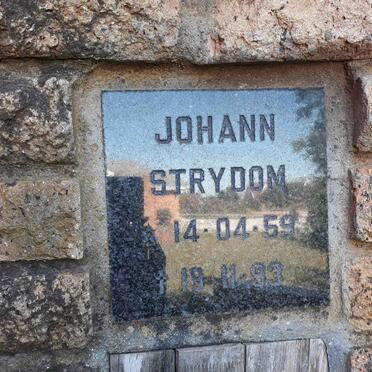 JOHANN
STRYDOM
* 14·04·59
† 19·11·93